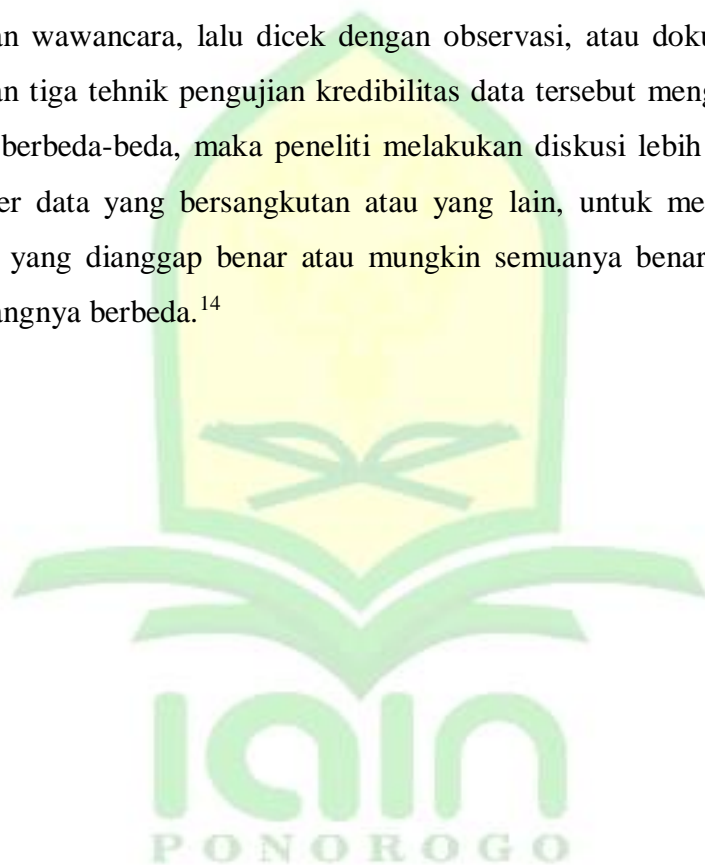 an wawancara, lalu dicek dengan observasi, atau doku
an tiga tehnik pengujian kredibilitas data tersebut meng
berbeda-beda, maka peneliti melakukan diskusi lebih
er data yang bersangkutan atau yang lain, untuk me
yang dianggap benar atau mungkin semuanya benar
angnya berbeda.14
iain
PONOROGO